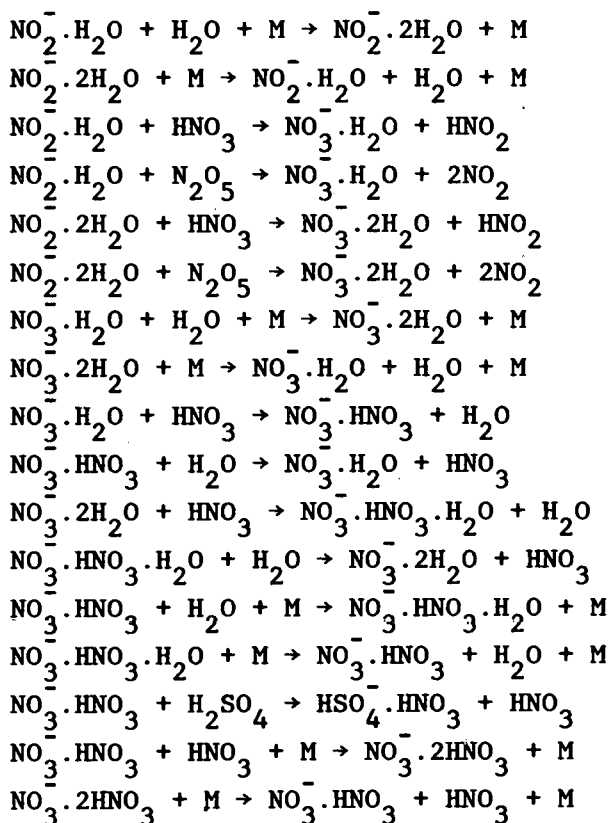 NO₂⁻.H₂O + H₂O + M → NO₂⁻.2H₂O + M
NO₂⁻.2H₂O + M → NO₂⁻.H₂O + H₂O + M
NO₂⁻.H₂O + HNO₃ → NO₃⁻.H₂O + HNO₂
NO₂⁻.H₂O + N₂O₅ → NO₃⁻.H₂O + 2NO₂
NO₂⁻.2H₂O + HNO₃ → NO₃⁻.2H₂O + HNO₂
NO₂⁻.2H₂O + N₂O₅ → NO₃⁻.2H₂O + 2NO₂
NO₃⁻.H₂O + H₂O + M → NO₃⁻.2H₂O + M
NO₃⁻.2H₂O + M → NO₃⁻.H₂O + H₂O + M
NO₃⁻.H₂O + HNO₃ → NO₃⁻.HNO₃ + H₂O
NO₃⁻.HNO₃ + H₂O → NO₃⁻.H₂O + HNO₃
NO₃⁻.2H₂O + HNO₃ → NO₃⁻.HNO₃.H₂O + H₂O
NO₃⁻.HNO₃.H₂O + H₂O → NO₃⁻.2H₂O + HNO₃
NO₃⁻.HNO₃ + H₂O + M → NO₃⁻.HNO₃.H₂O + M
NO₃⁻.HNO₃.H₂O + M → NO₃⁻.HNO₃ + H₂O + M
NO₃⁻.HNO₃ + H₂SO₄ → HSO₄⁻.HNO₃ + HNO₃
NO₃⁻.HNO₃ + HNO₃ + M → NO₃⁻.2HNO₃ + M
NO₃⁻.2HNO₃ + M → NO₃⁻.HNO₃ + HNO₃ + M